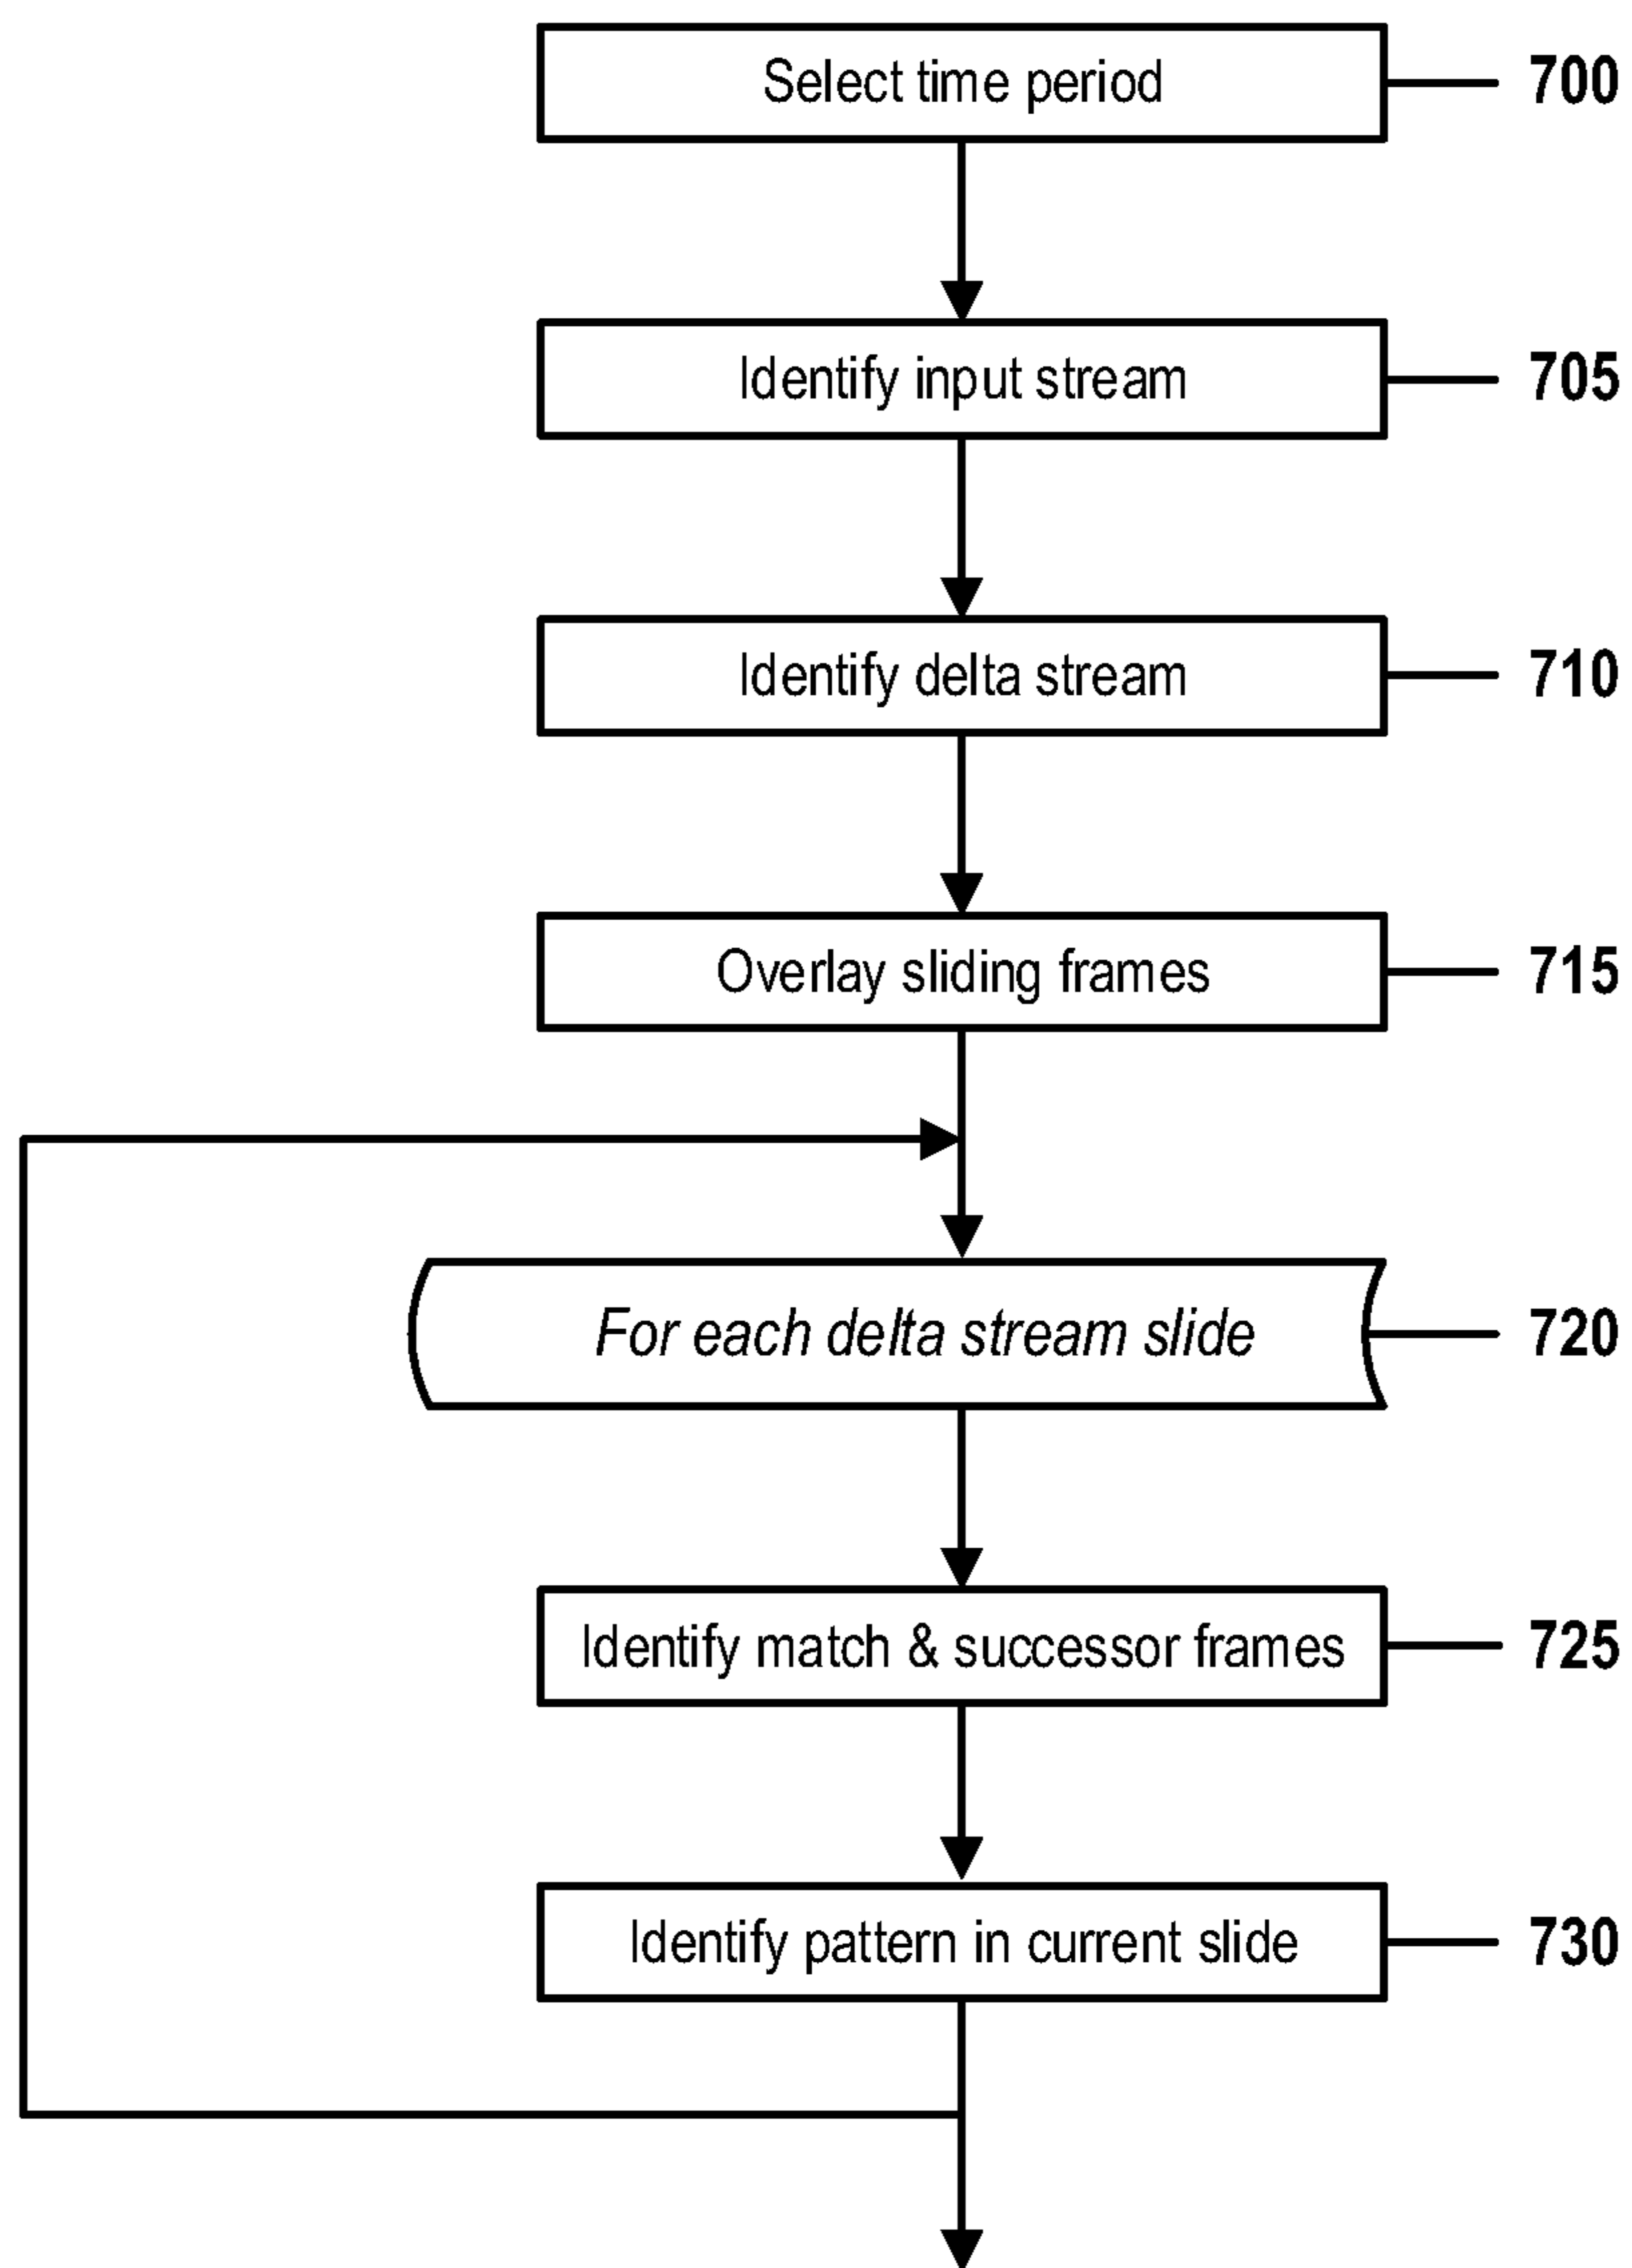 Select time period 700
Identify input stream 705
Identify delta stream 710
Overlay sliding frames 715
For each delta stream slide 720
Identify match & successor frames 725
Identify pattern in current slide 730